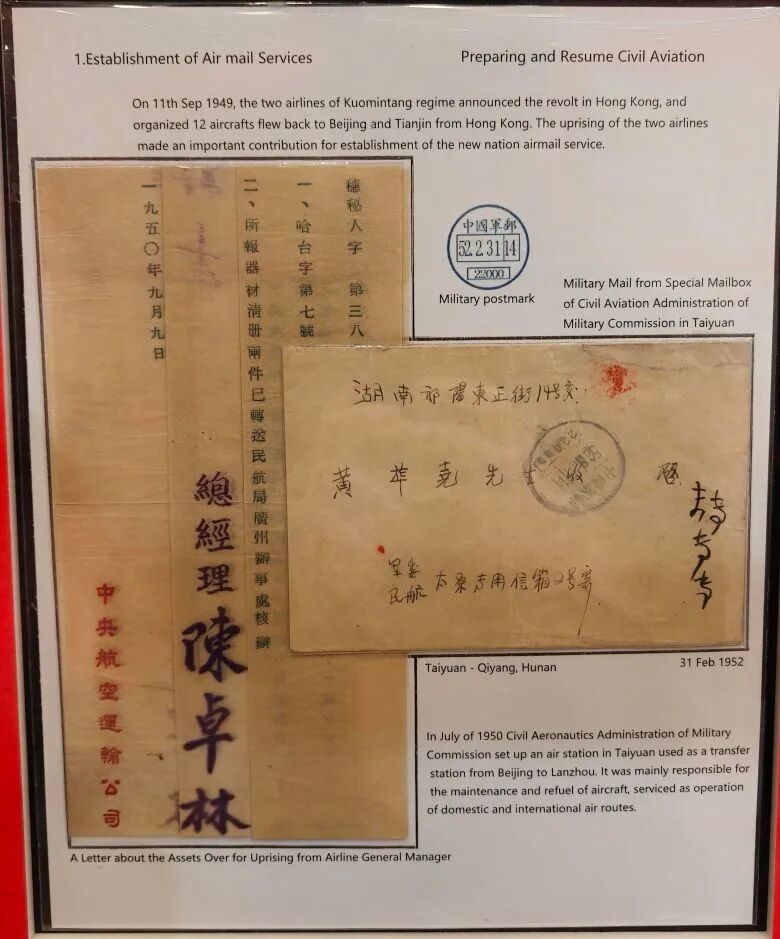 1.Establishment of Air mail Services
Preparing and Resume Civil Aviation
On 11th Sep 1949, the two airlines of Kuomintang regime announced the revolt in Hong Kong, and
organized 12 aircrafts flew back to Beijing and Tianjin from Hong Kong. The uprising of the two airlines
made an important contribution for establishment of the new nation airmail service.
穗秘人字 第三八
一、哈台字第七號
二、所報器材清册兩件已轉送民航局廣州辦事處核辦
一九五〇年九月九日
總經理陳卓林
中央航空運輸公司
A Letter about the Assets Over for Uprising from Airline General Manager
中國軍郵
52.2.31 14
22000
Military postmark
Military Mail from Special Mailbox
of Civil Aviation Administration of
Military Commission in Taiyuan
湖南祁陽東正街14号交
黄 堯先
啓
军委
民航
信箱2号
Taiyuan - Qiyang, Hunan
31 Feb 1952
In July of 1950 Civil Aeronautics Administration of Military
Commission set up an air station in Taiyuan used as a transfer
station from Beijing to Lanzhou. It was mainly responsible for
the maintenance and refuel of aircraft, serviced as operation
of domestic and international air routes.